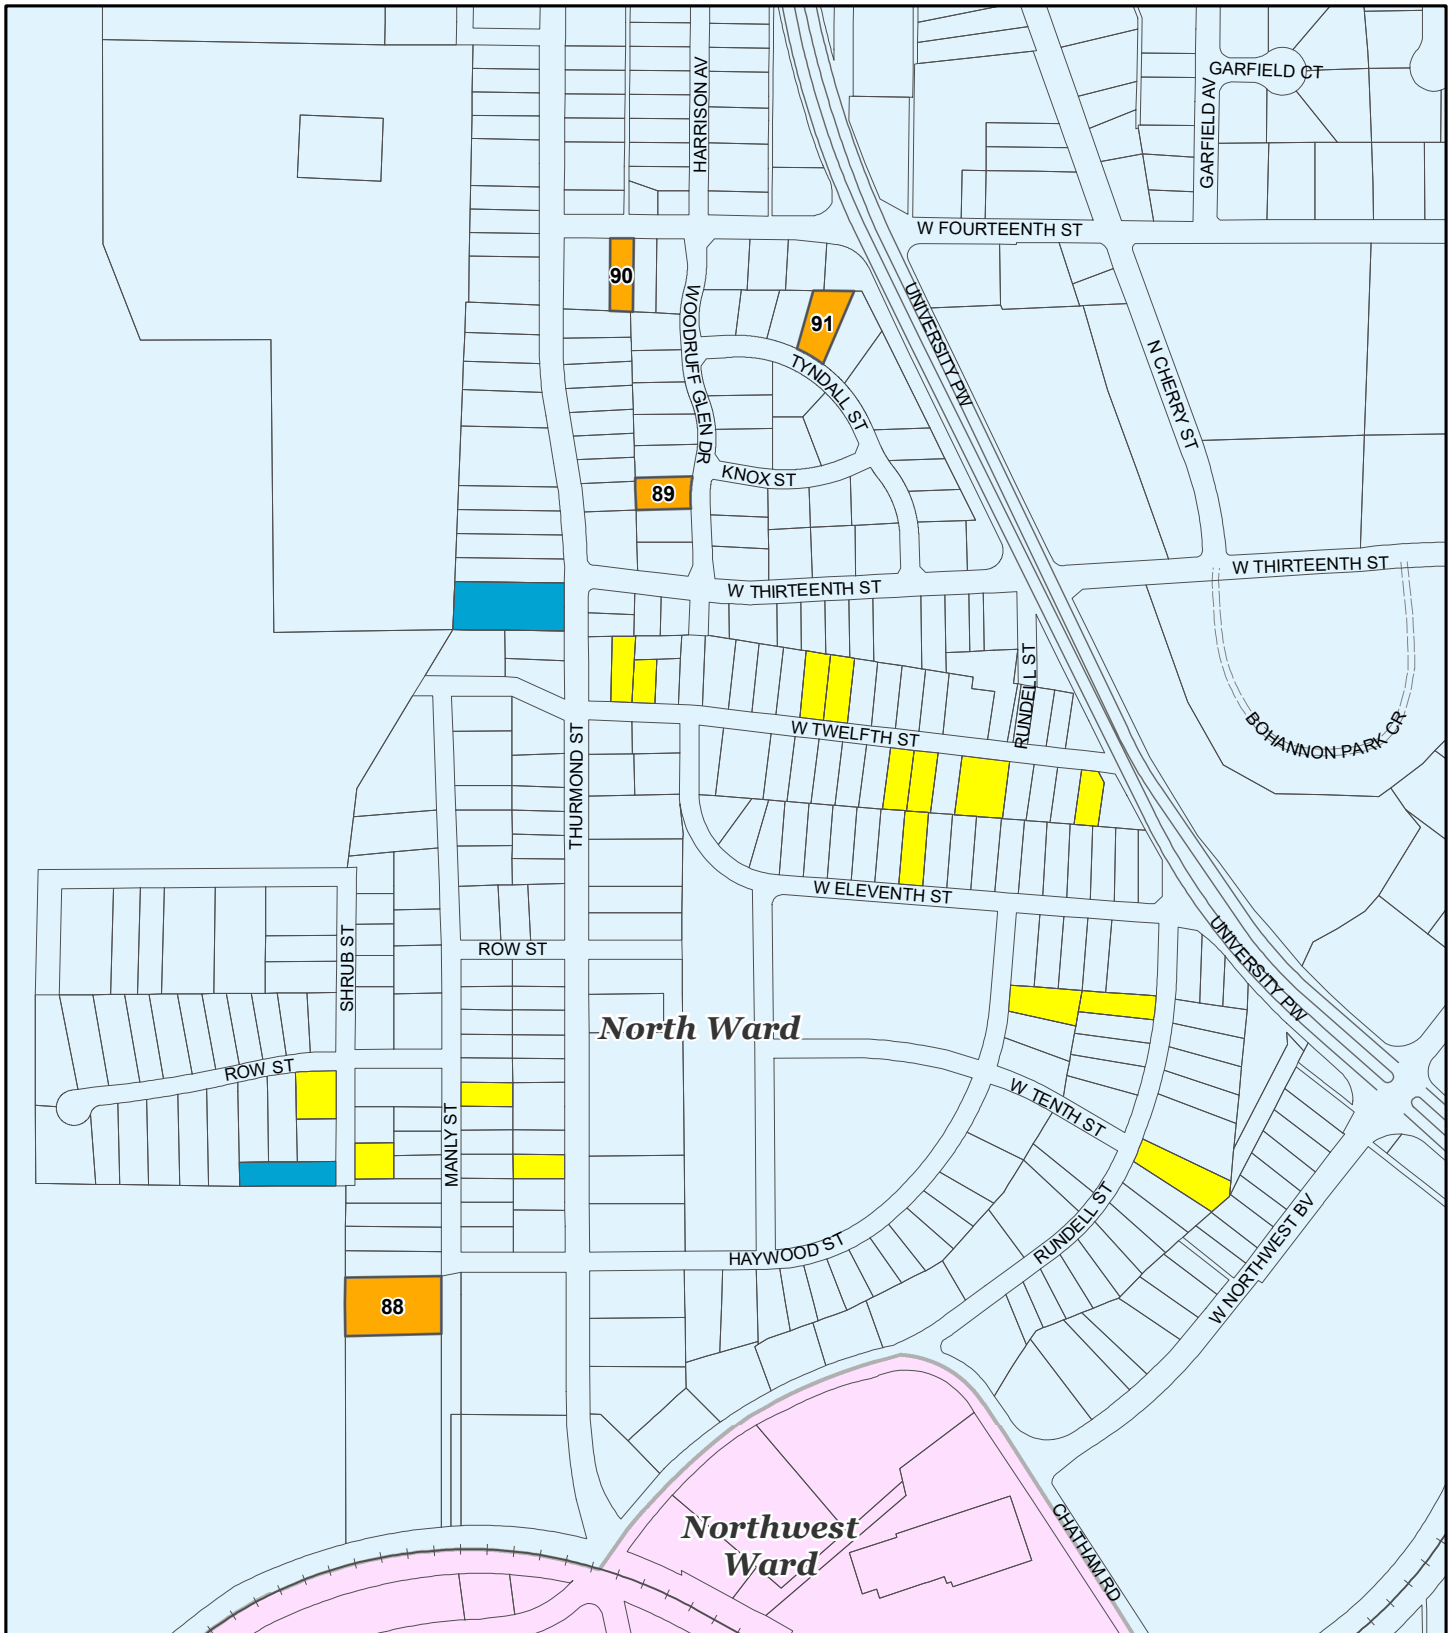 GARFIELD CT
HARRISON AV
GARFIELD AV
W FOURTEENTH ST
90
91
WOODRUFF GLEN DR
UNIVERSITY PW
TYNDALL ST
N CHERRY ST
KNOX ST
89
W THIRTEENTH ST
W THIRTEENTH ST
RUNDELL ST
W TWELFTH ST
BOHANNON PARK CR
THURMOND ST
W ELEVENTH ST
ROW ST
SHRUB ST
UNIVERSITY PW
North Ward
ROW ST
W TENTH ST
MANLY ST
RUNDELL ST
HAYWOOD ST
W NORTHWEST BV
88
Northwest
Ward
CHATHAM RD